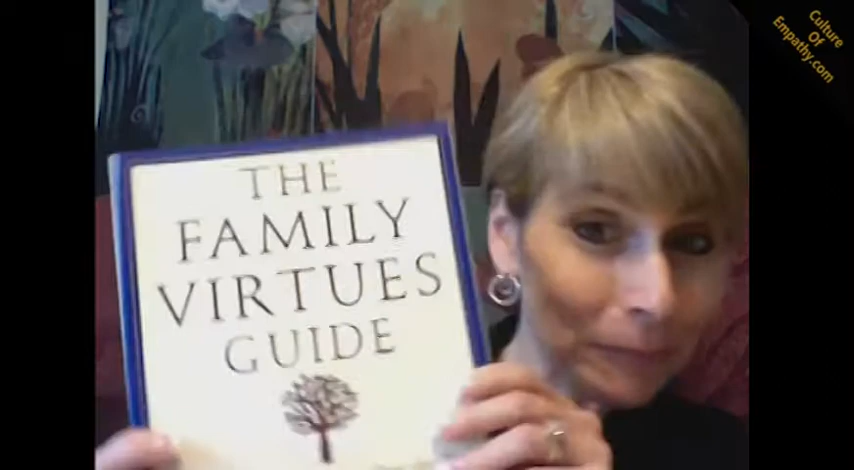 Culture
Of
Empathy.com
THE
FAMILY
VIRTUES
GUIDE